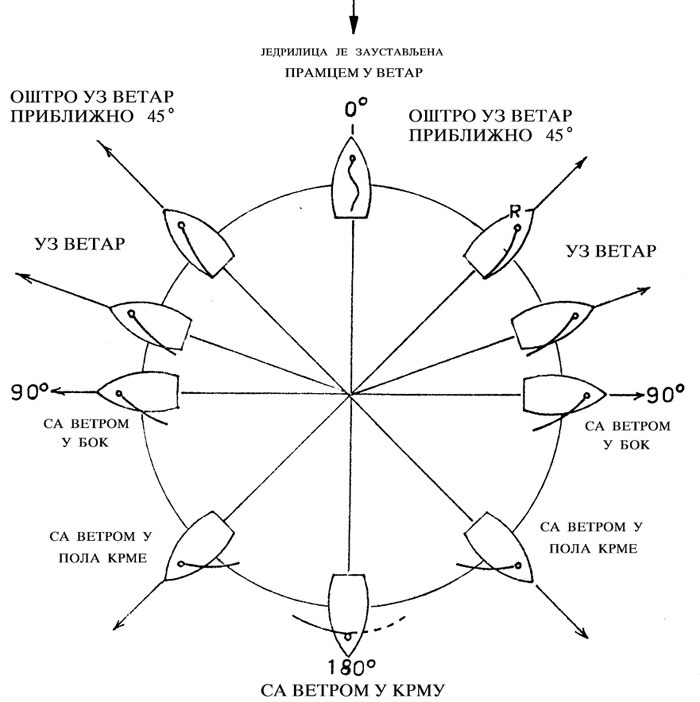 ЈЕДРИЛИЦА ЈЕ ЗАУСТАВЉЕНА
ПРАМЦЕМ У ВЕТАР
0°
ОШТРО УЗ ВЕТАР
ПРИБЛИЖНО 45°
ОШТРО УЗ ВЕТАР
ПРИБЛИЖНО 45°
R
УЗ ВЕТАР
УЗ ВЕТАР
90°
90°
СА ВЕТРОМ
У БОК
СА ВЕТРОМ
У БОК
СА ВЕТРОМ У
ПОЛА КРМЕ
СА ВЕТРОМ У
ПОЛА КРМЕ
180°
СА ВЕТРОМ У КРМУ